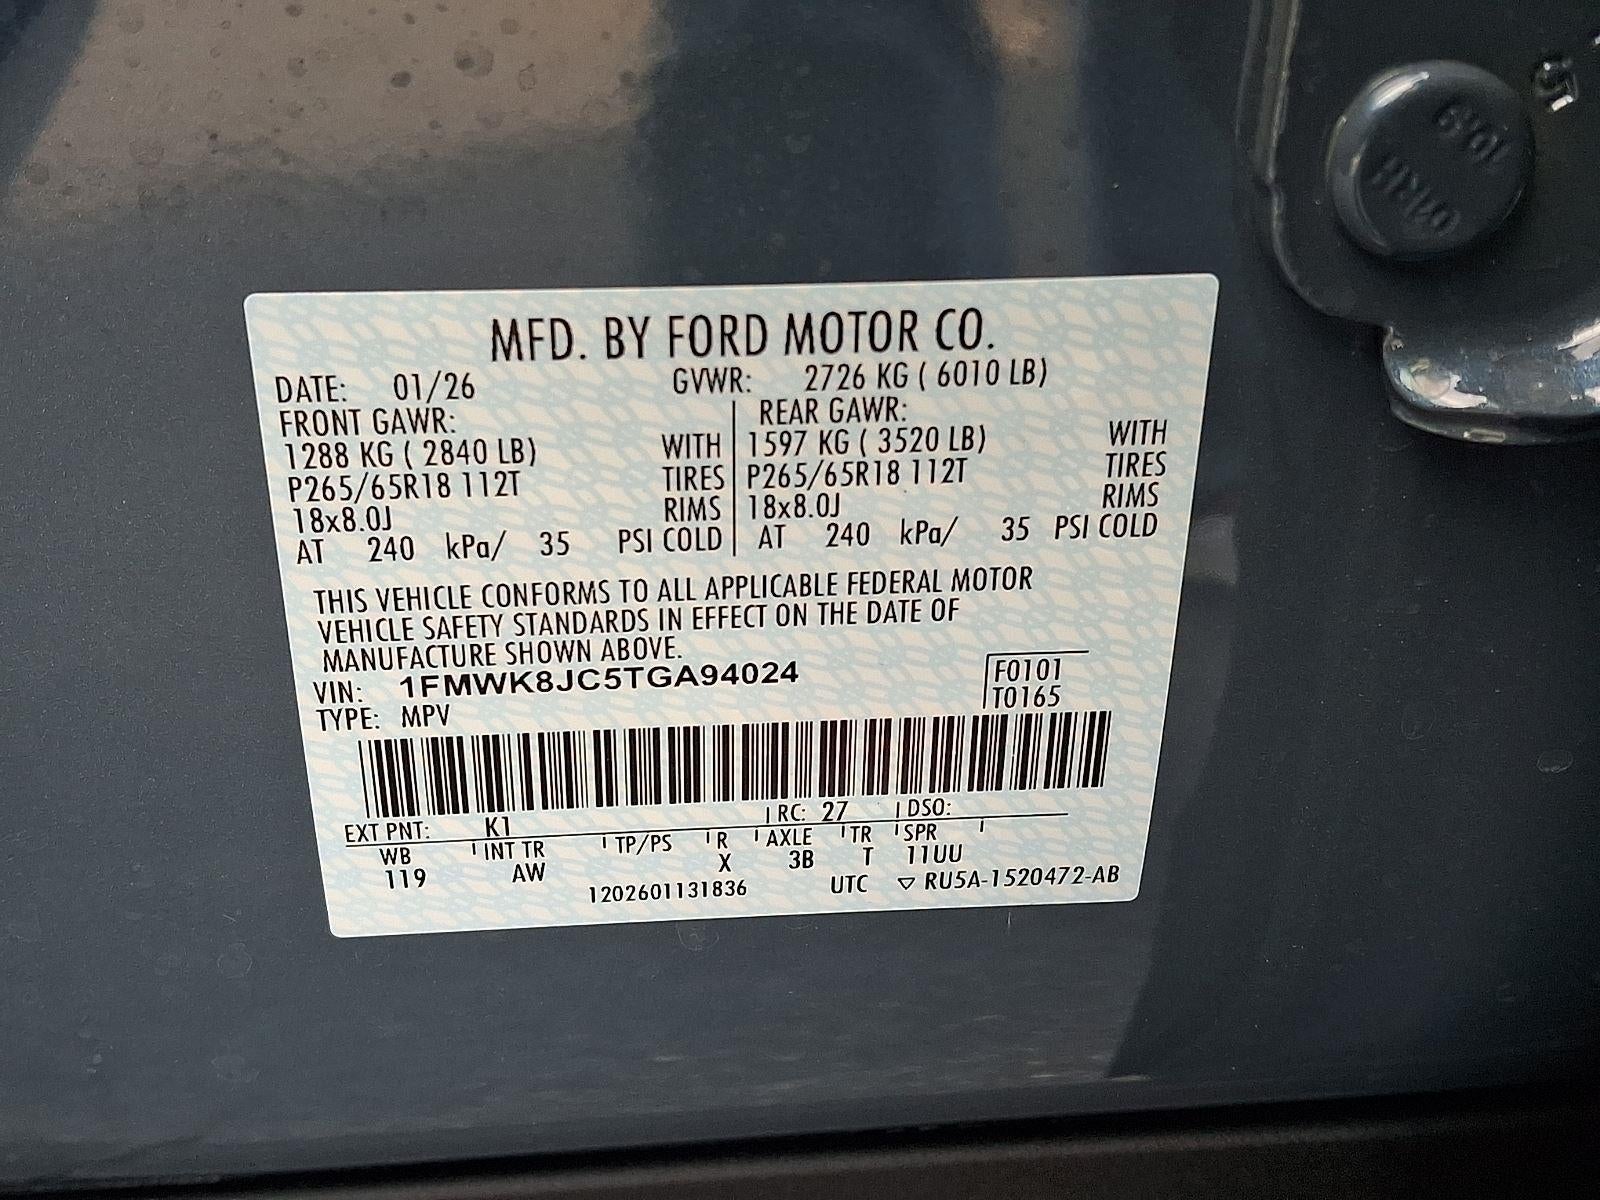 MFD. BY FORD MOTOR CO.
DATE: 01/26 GVWR: 2726 KG ( 6010 LB)
FRONT GAWR: REAR GAWR:
1288 KG ( 2840 LB) WITH 1597 KG ( 3520 LB) WITH
P265/65R18 112T TIRES P265/65R18 112T TIRES
18x8.0J RIMS 18x8.0J RIMS
AT 240 kPa/ 35 PSI COLD AT 240 kPa/ 35 PSI COLD
THIS VEHICLE CONFORMS TO ALL APPLICABLE FEDERAL MOTOR
VEHICLE SAFETY STANDARDS IN EFFECT ON THE DATE OF
MANUFACTURE SHOWN ABOVE.
VIN: 1FMWK8JC5TGA94024 F0101
TYPE: MPV T0165
EXT PNT: K1 RC: 27 DSO:
WB INT TR TP/PS R AXLE TR SPR
119 AW X 3B T 11UU
1202601131836 UTC ▽ RU5A-1520472-AB
10.9